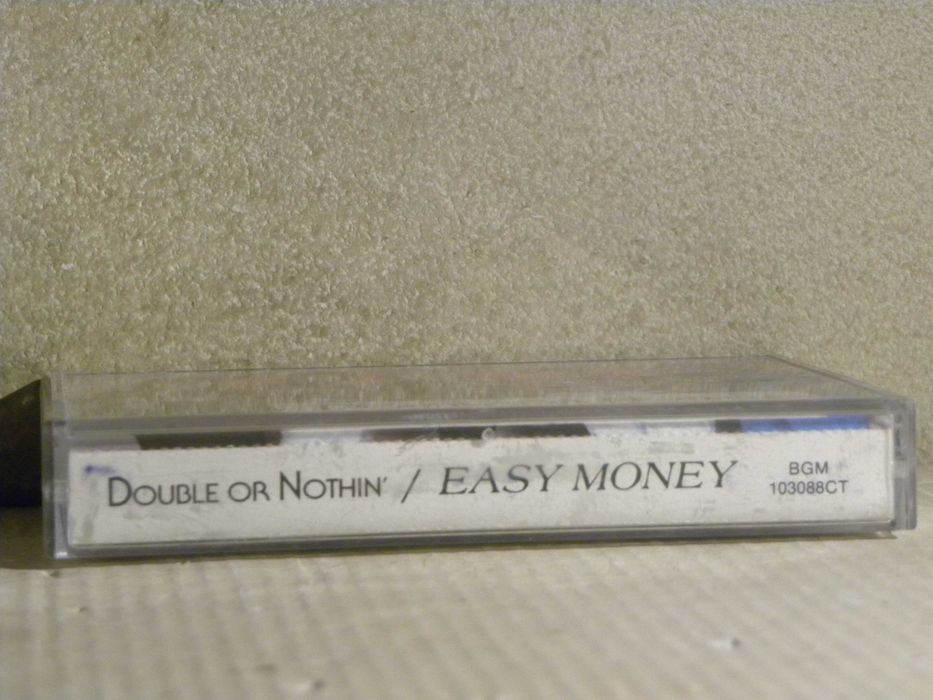 DOUBLE OR NOTHIN' / EASY MONEY
BGM
103088CT